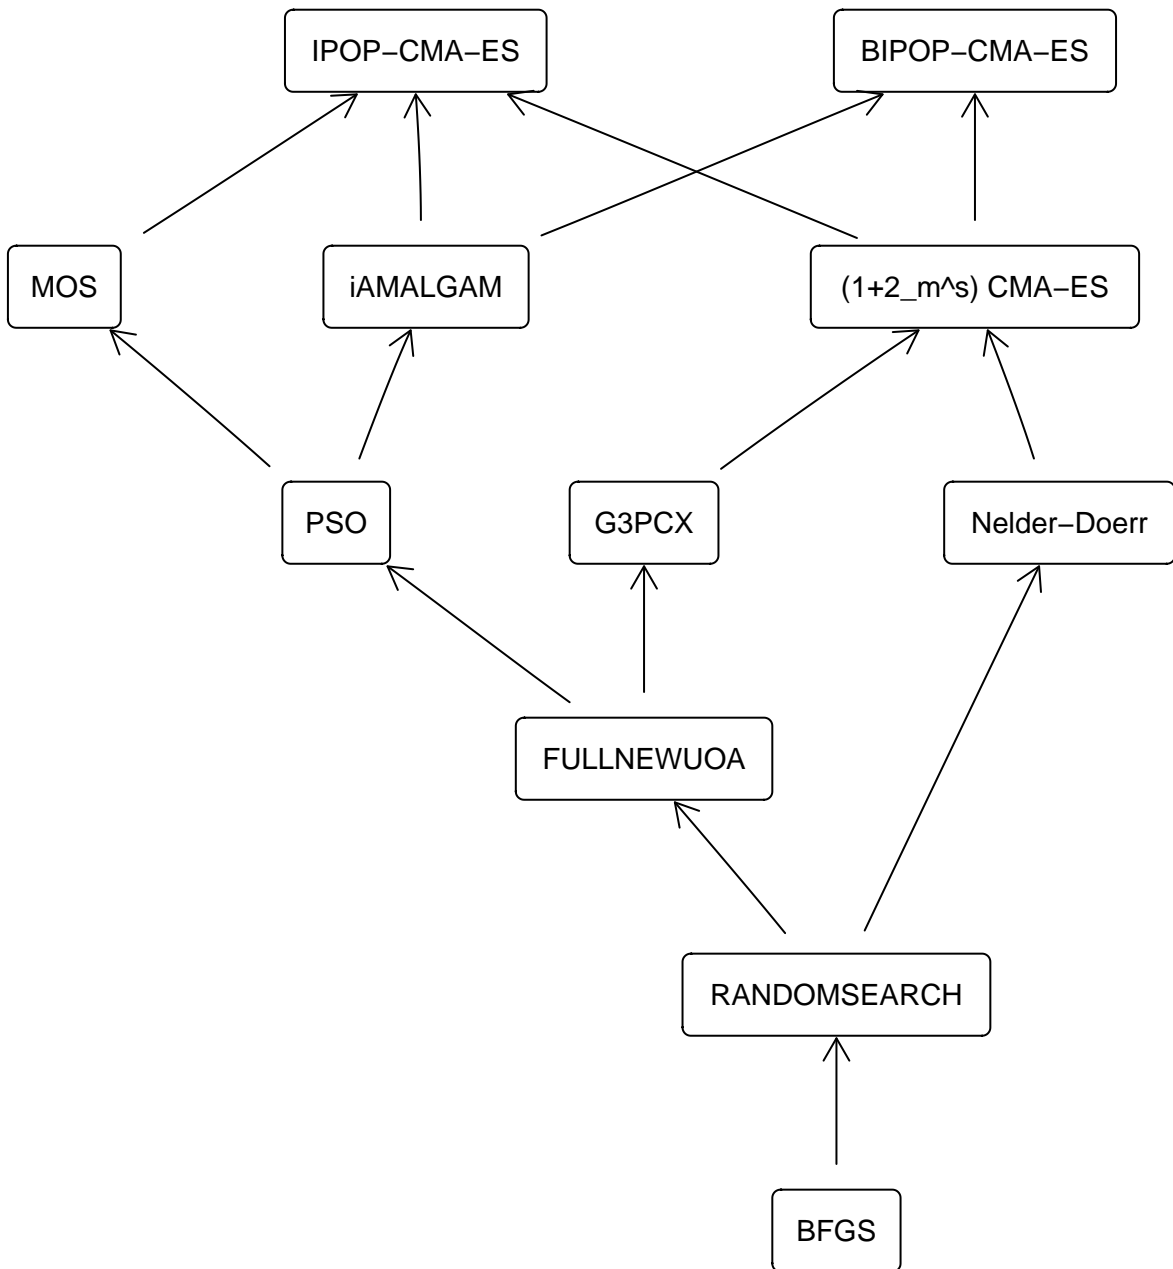 IPOP−CMA−ES
BIPOP−CMA−ES
MOS
iAMALGAM
(1+2_m^s) CMA−ES
PSO
G3PCX
Nelder−Doerr
FULLNEWUOA
RANDOMSEARCH
BFGS